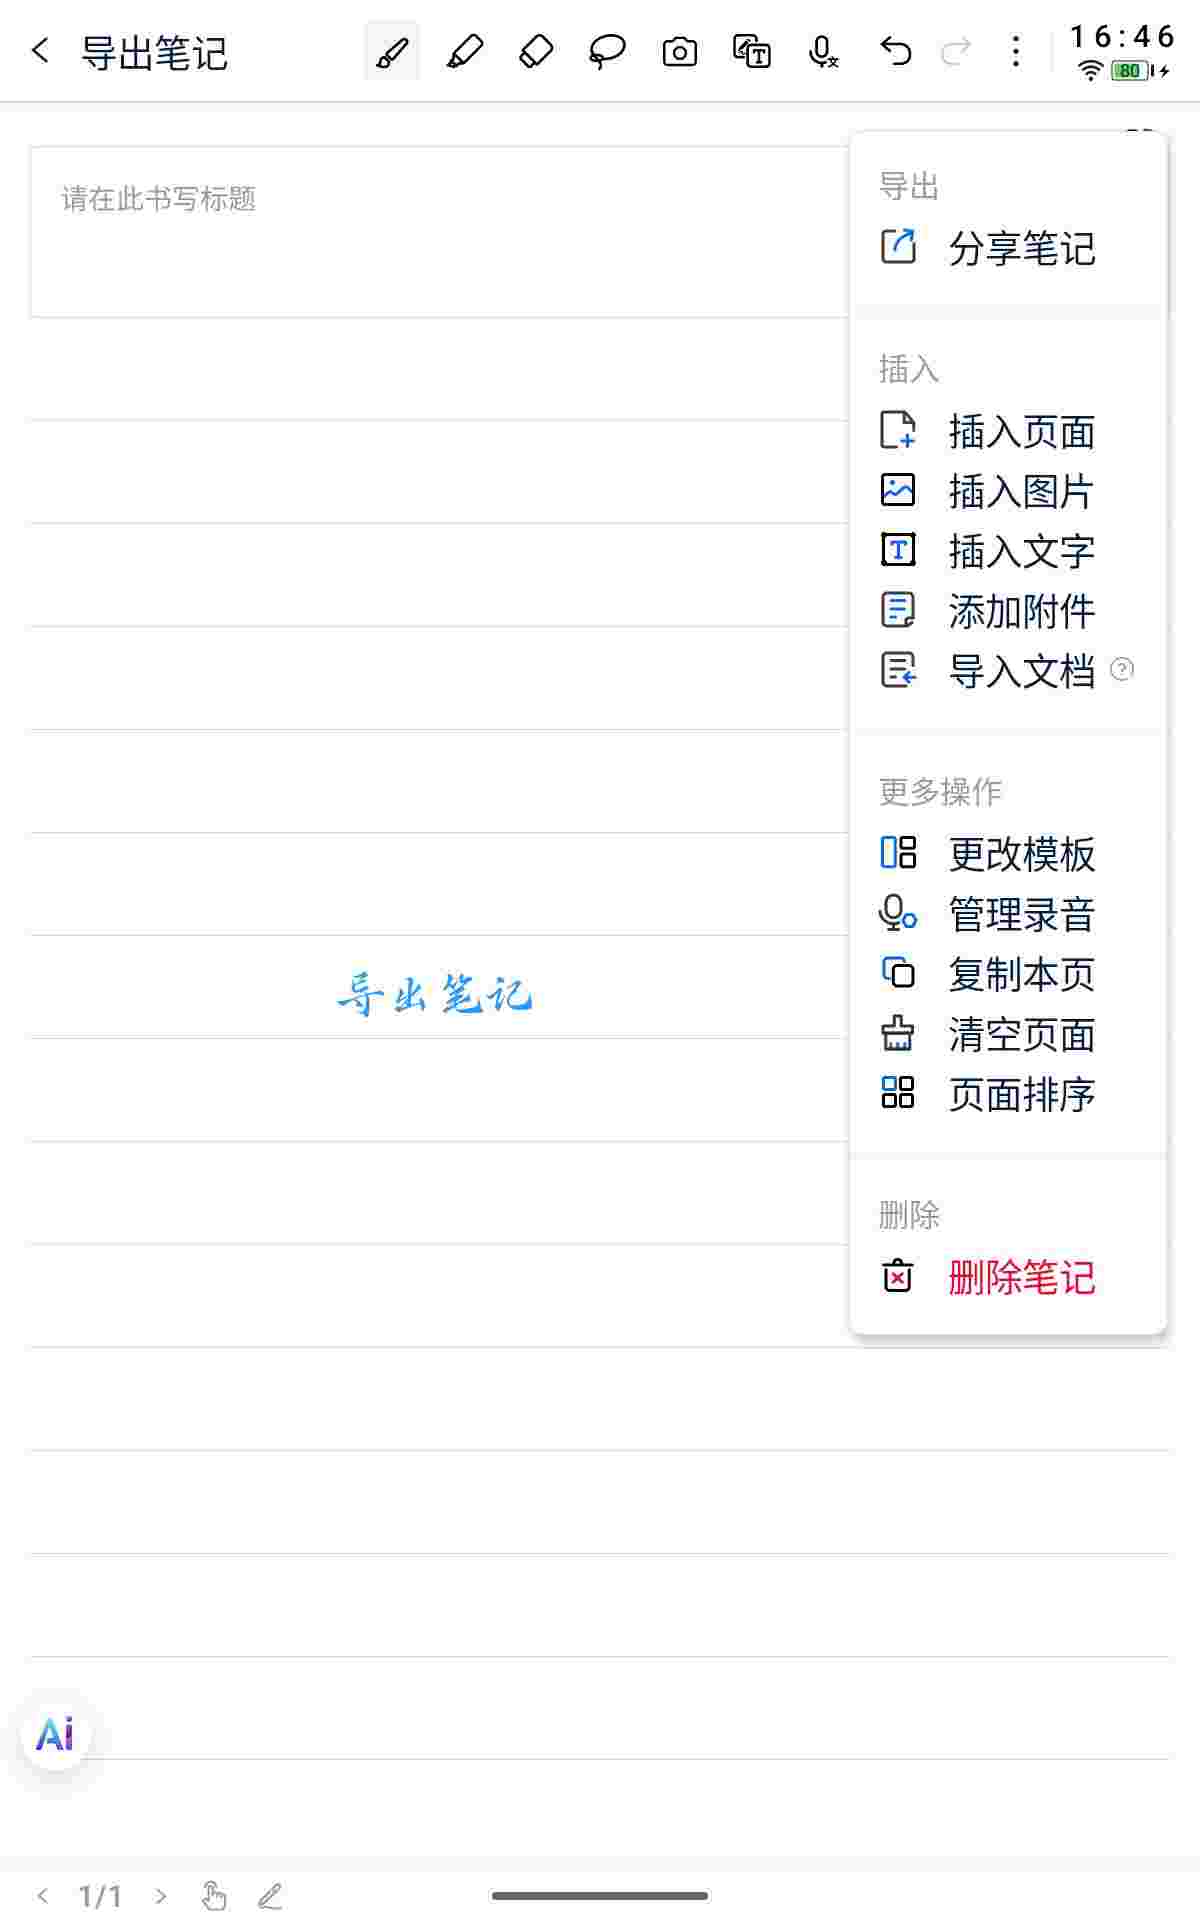 导出笔记
16:46
80
请在此书写标题
导出
分享笔记
插入
插入页面
插入图片
插入文字
添加附件
导入文档
更多操作
更改模板
管理录音
复制本页
清空页面
页面排序
删除
删除笔记
导出笔记
Ai
1/1